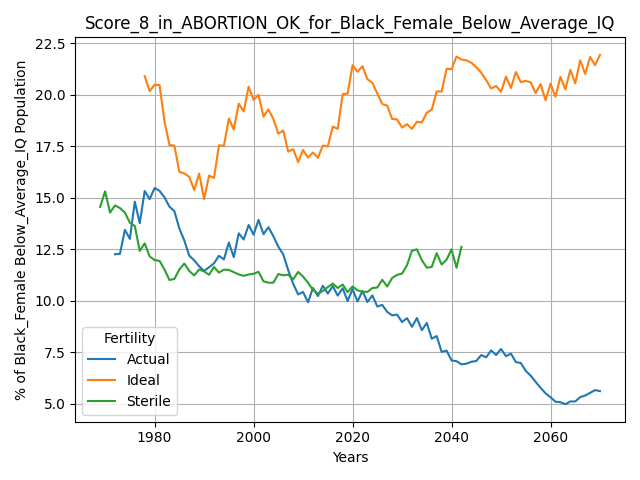 Score_8_in_ABORTION_OK_for_Black_Female_Below_Average_IQ
% of Black_Female Below_Average_IQ Population
22.5
20.0
17.5
15.0
12.5
10.0
7.5
5.0
Fertility
Actual
Ideal
Sterile
1980
2000
2020
2040
2060
Years